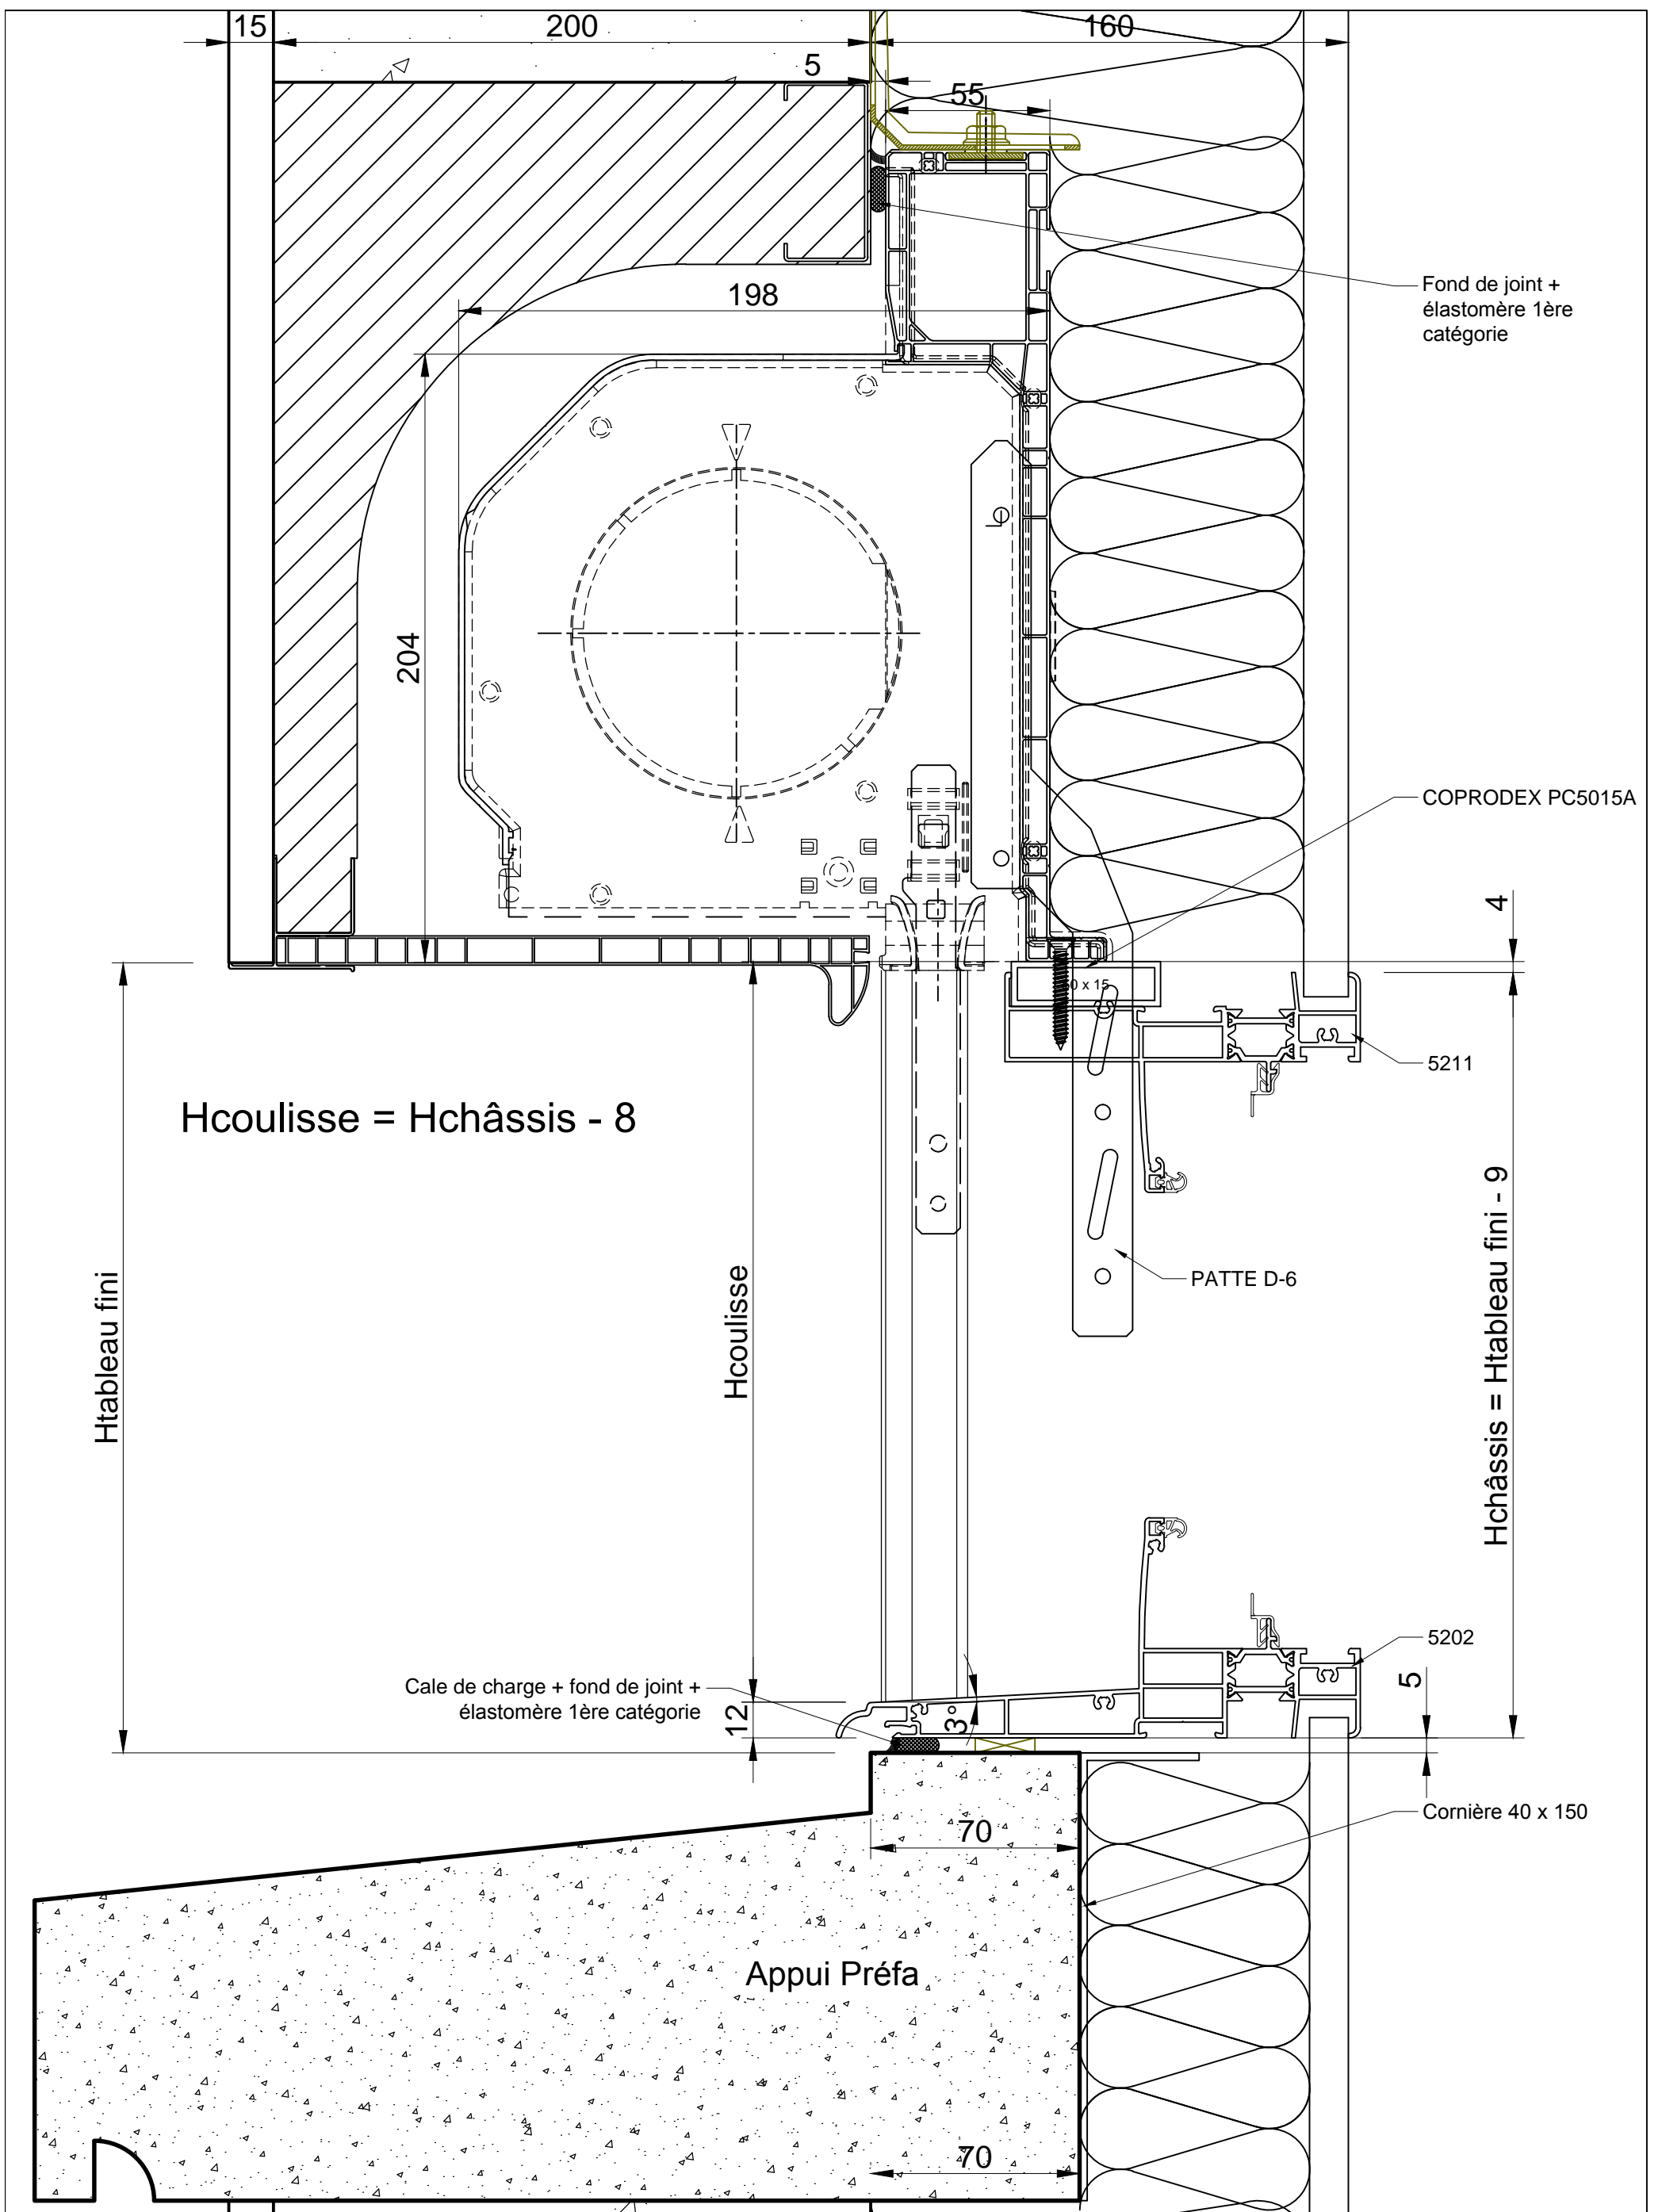 15
200
160
5
55
198
Fond de joint +
élastomère 1ère
catégorie
204
COPRODEX PC5015A
4
15
5211
Hcoulisse = Hchâssis - 8
Htableau fini
Hcoulisse
PATTE D-6
Hchâssis = Htableau fini - 9
5202
Cale de charge + fond de joint +
élastomère 1ère catégorie
12
3°
5
70
Cornière 40 x 150
Appui Préfa
70